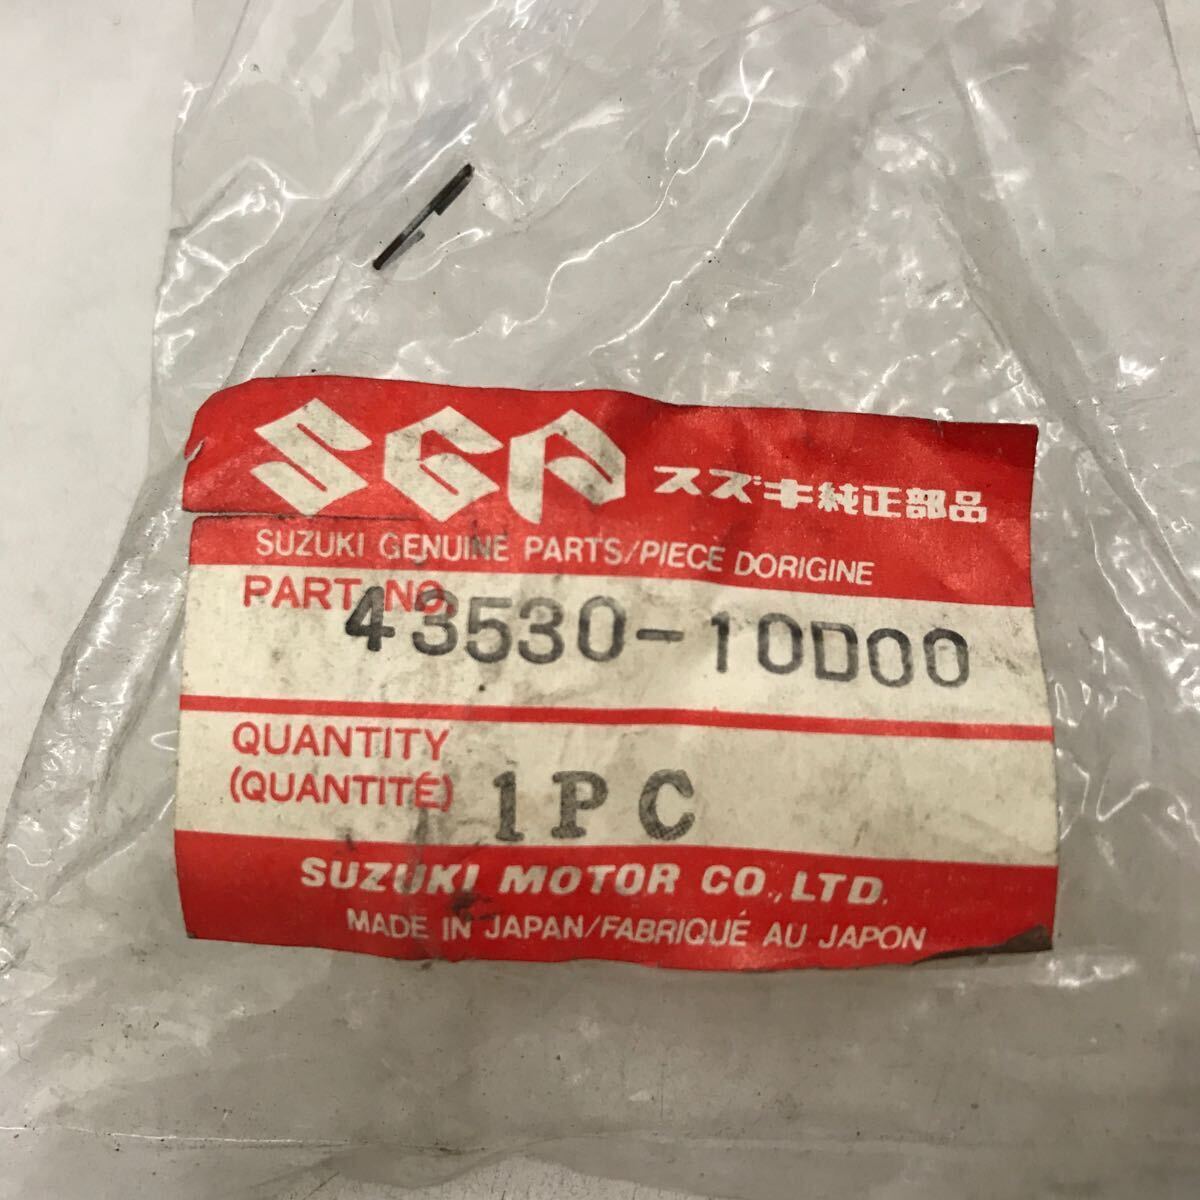 SGP スズキ純正部品
SUZUKI GENUINE PARTS/PIECE DORIGINE
PART NO. 43530-10D00
QUANTITY
(QUANTITÉ) 1PC
SUZUKI MOTOR CO., LTD.
MADE IN JAPAN/FABRIQUÉ AU JAPON